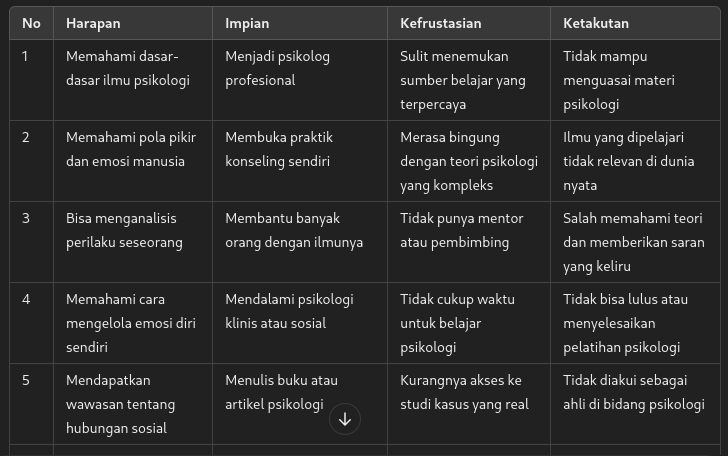 No Harapan Impian Kefrustasian Ketakutan
1 Memahami dasar- Menjadi psikolog Sulit menemukan Tidak mampu
dasar ilmu psikologi profesional sumber belajar yang menguasai materi
terpercaya psikologi
2 Memahami pola pikir Membuka praktik Merasa bingung Ilmu yang dipelajari
dan emosi manusia konseling sendiri dengan teori psikologi tidak relevan di dunia
yang kompleks nyata
3 Bisa menganalisis Membantu banyak Tidak punya mentor Salah memahami teori
perilaku seseorang orang dengan ilmunya atau pembimbing dan memberikan saran
yang keliru
4 Memahami cara Mendalami psikologi Tidak cukup waktu Tidak bisa lulus atau
mengelola emosi diri klinis atau sosial untuk belajar menyelesaikan
sendiri psikologi pelatihan psikologi
5 Mendapatkan Menulis buku atau Kurangnya akses ke Tidak diakui sebagai
wawasan tentang artikel psikologi studi kasus yang real ahli di bidang psikologi
hubungan sosial